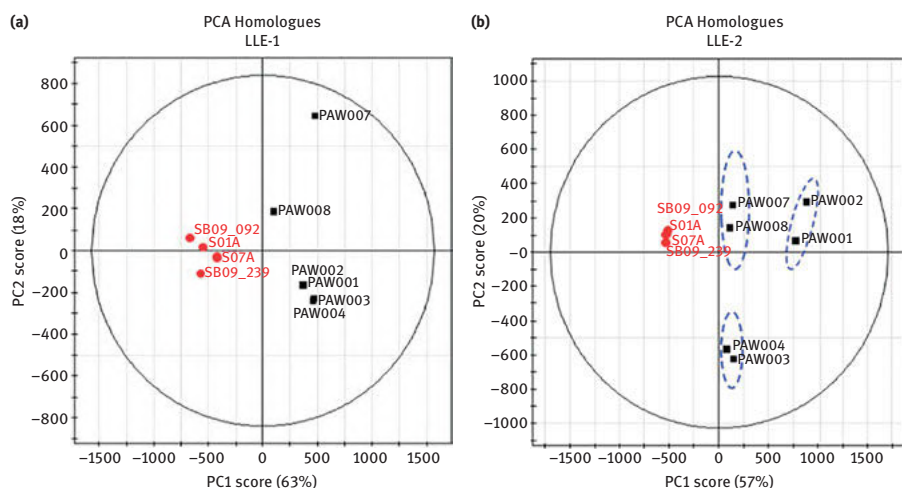 (a)
PCA Homologues
LLE-1
PC2 score (18%)
800
600
400
200
0
−200
−400
−600
−800
PAW007
PAW008
SB09_092
S01A
S07A
SB09_239
PAW002
PAW001
PAW003
PAW004
−1500 −1000 −500 0 500 1000 1500
PC1 score (63%)
(b)
PCA Homologues
LLE-2
PC2 score (20%)
1000
800
600
400
200
0
−200
−400
−600
−800
−1000
SB09_092
S01A
S07A
SB09_239
PAW007
PAW008
PAW002
PAW001
PAW004
PAW003
−1500 −1000 −500 0 500 1000 1500
PC1 score (57%)